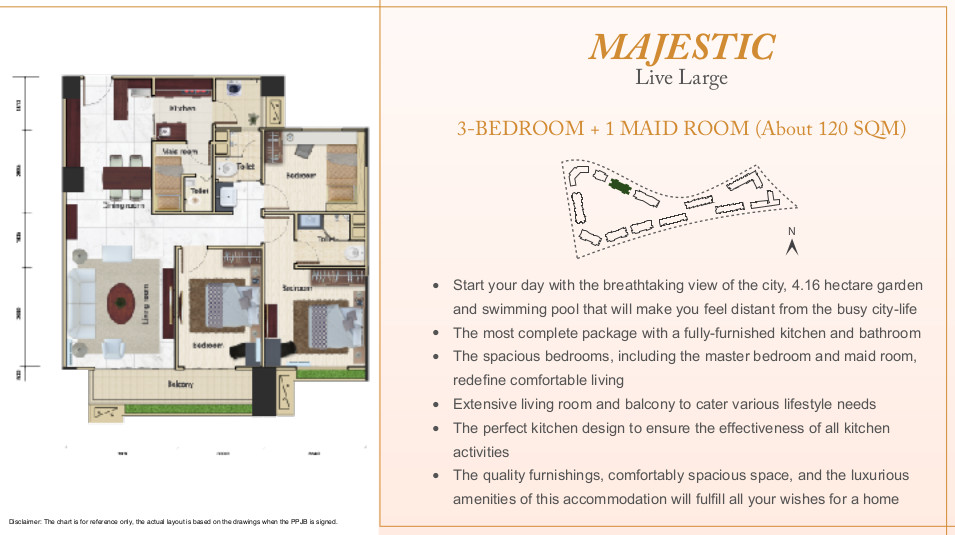 MAJESTIC
Live Large
3-BEDROOM + 1 MAID ROOM (About 120 SQM)
N
• Start your day with the breathtaking view of the city, 4.16 hectare garden
and swimming pool that will make you feel distant from the busy city-life
• The most complete package with a fully-furnished kitchen and bathroom
• The spacious bedrooms, including the master bedroom and maid room,
redefine comfortable living
• Extensive living room and balcony to cater various lifestyle needs
• The perfect kitchen design to ensure the effectiveness of all kitchen
activities
• The quality furnishings, comfortably spacious space, and the luxurious
amenities of this accommodation will fulfill all your wishes for a home
Kitchen
Maid room
Toilet
Toilet
Bedroom
Dining room
Toilet
Living room
Bedroom
Bedroom
Balcony
Disclaimer: The chart is for reference only, the actual layout is based on the drawings when the PPJB is signed.